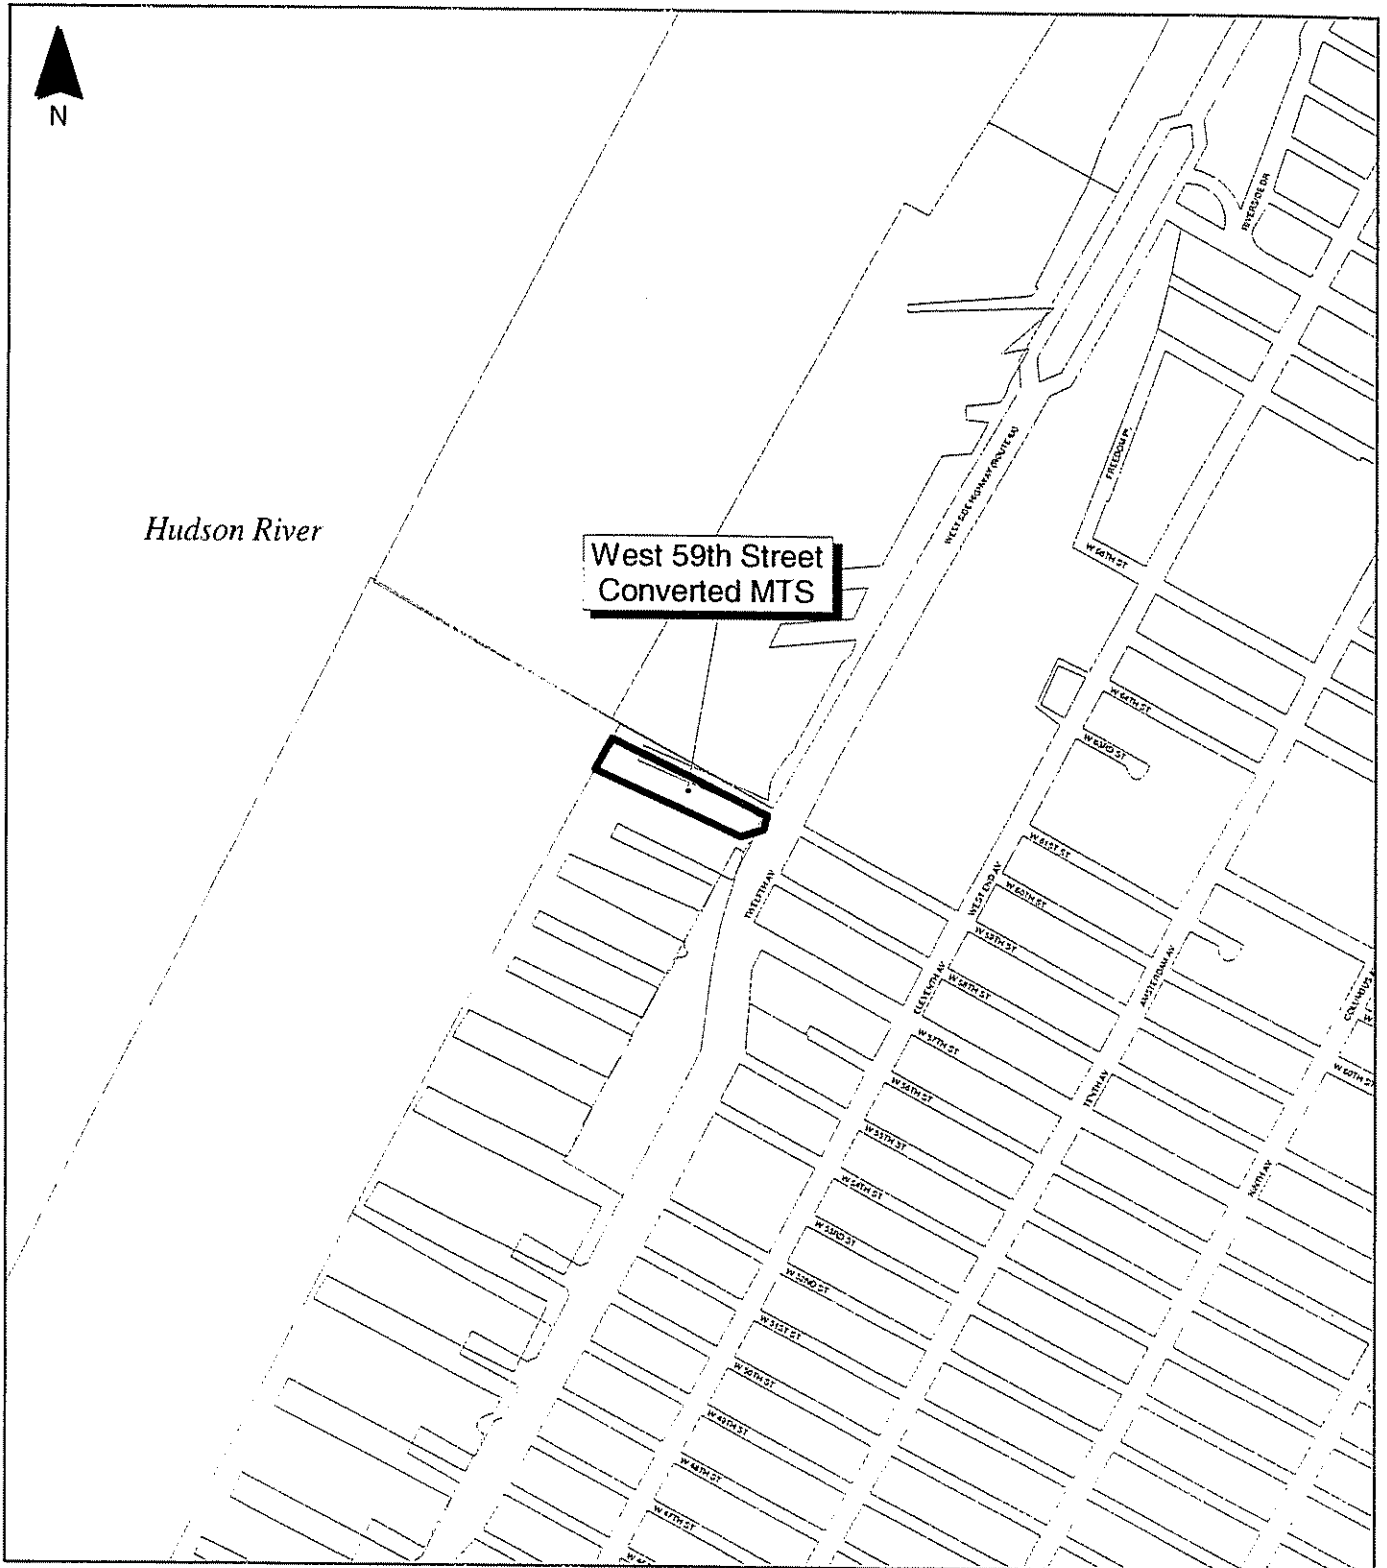 N
RIVERSIDE DR
WEST SIDE HIGHWAY (ROUTE 9A)
FREEDOM PL
Hudson River
West 59th Street
Converted MTS
W 66TH ST
W 64TH ST
W 63RD ST
W 61ST ST
WEST END AV
W 60TH ST
TWELFTH AV
W 59TH ST
AMSTERDAM AV
ELEVENTH AV
W 58TH ST
COLUMBUS
W 57TH ST
W 60TH ST
TENTH AV
W 56TH ST
W 55TH ST
NINTH AV
W 54TH ST
W 53RD ST
W 52ND ST
W 51ST ST
W 50TH ST
W 49TH ST
W 48TH ST
W 47TH ST